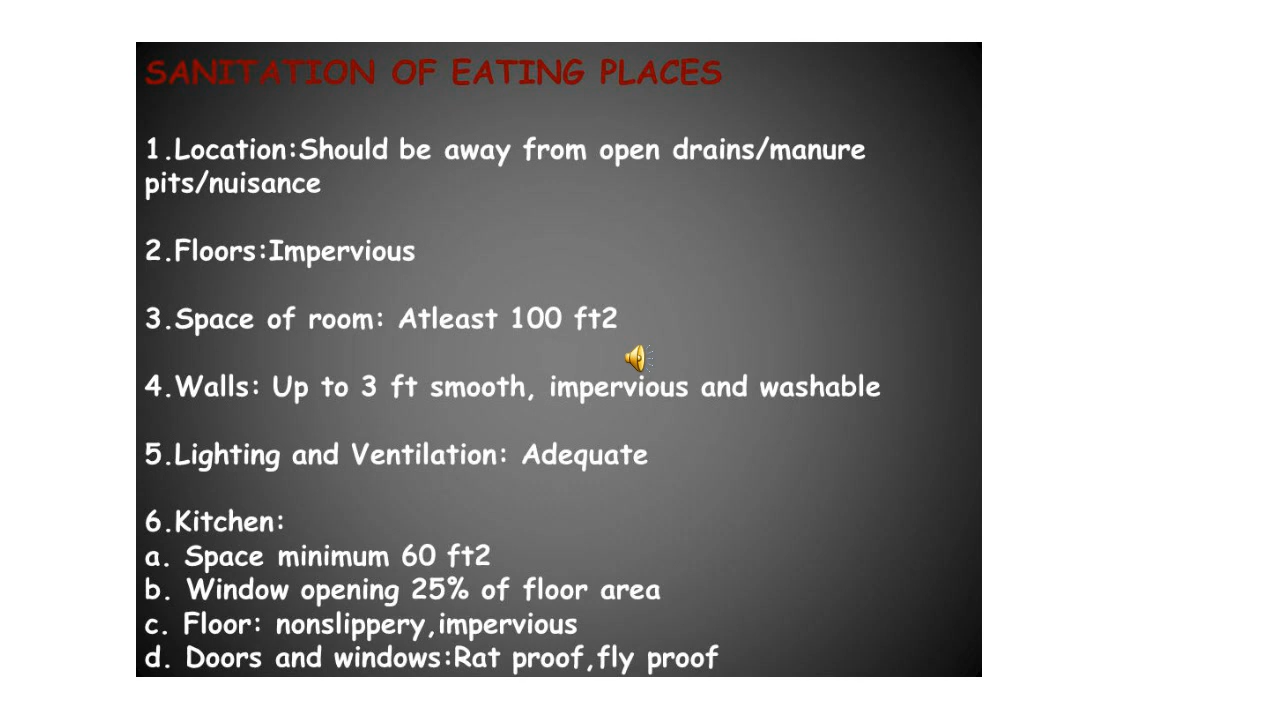 SANITATION OF EATING PLACES
1.Location:Should be away from open drains/manure
pits/nuisance
2.Floors:Impervious
3.Space of room: Atleast 100 ft2
4.Walls: Up to 3 ft smooth, impervious and washable
5.Lighting and Ventilation: Adequate
6.Kitchen:
a. Space minimum 60 ft2
b. Window opening 25% of floor area
c. Floor: nonslippery,impervious
d. Doors and windows:Rat proof,fly proof